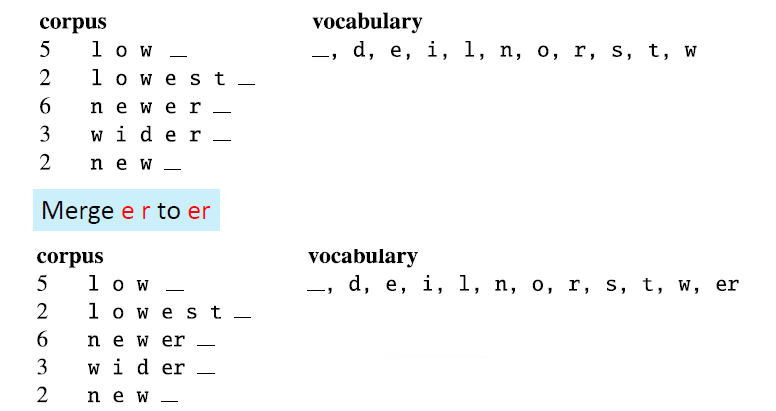 corpus
5 l o w _
2 l o w e s t _
6 n e w e r _
3 w i d e r _
2 n e w _
vocabulary
_, d, e, i, l, n, o, r, s, t, w
Merge e r to er
corpus
5 l o w _
2 l o w e s t _
6 n e w er _
3 w i d er _
2 n e w _
vocabulary
_, d, e, i, l, n, o, r, s, t, w, er